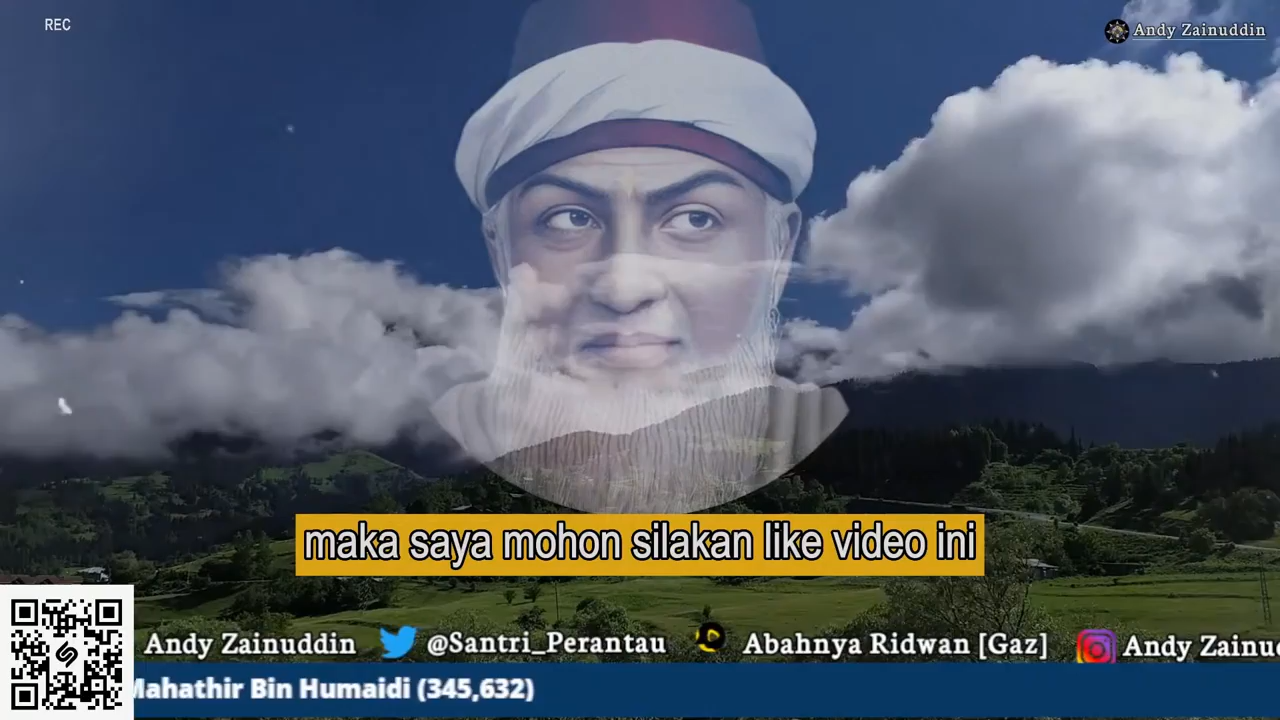 REC
Andy Zainuddin
maka saya mohon silakan like video ini
Andy Zainuddin @Santri_Perantau Abahnya Ridwan [Gaz] Andy
Mahathir Bin Humaidi (345,632)